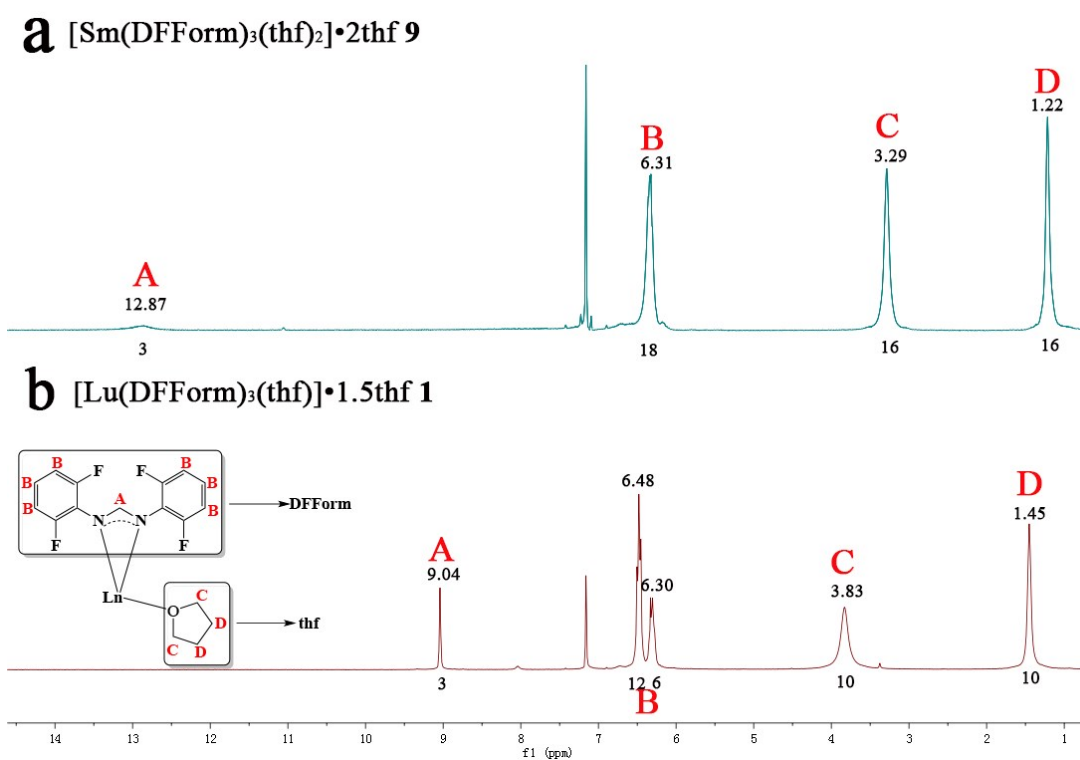 a [Sm(DFForm)₃(thf)₂]•2thf 9
D
1.22
C
3.29
B
6.31
A
12.87
3 18 16 16
b [Lu(DFForm)₃(thf)]•1.5thf 1
B F F B
B A B
B N N B
F F
DFForm
Ln
O C
D
C D
thf
A
9.04
6.48
6.30
C
3.83
D
1.45
3 12 6 10 10
B
14 13 12 11 10 9 8 7 6 5 4 3 2 1
f1 (ppm)